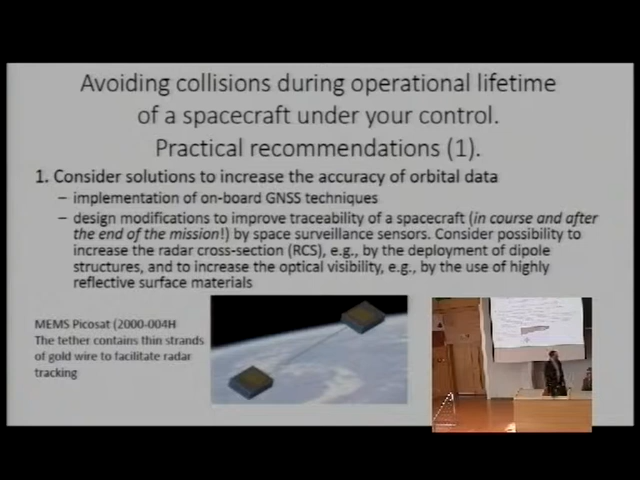 Avoiding collisions during operational lifetime
of a spacecraft under your control.
Practical recommendations (1).
1. Consider solutions to increase the accuracy of orbital data
– implementation of on-board GNSS techniques
– design modifications to improve traceability of a spacecraft (in course and after
the end of the mission!) by space surveillance sensors. Consider possibility to
increase the radar cross-section (RCS), e.g., by the deployment of dipole
structures, and to increase the optical visibility, e.g., by the use of highly
reflective surface materials
MEMS Picosat (2000-004H
The tether contains thin strands
of gold wire to facilitate radar
tracking